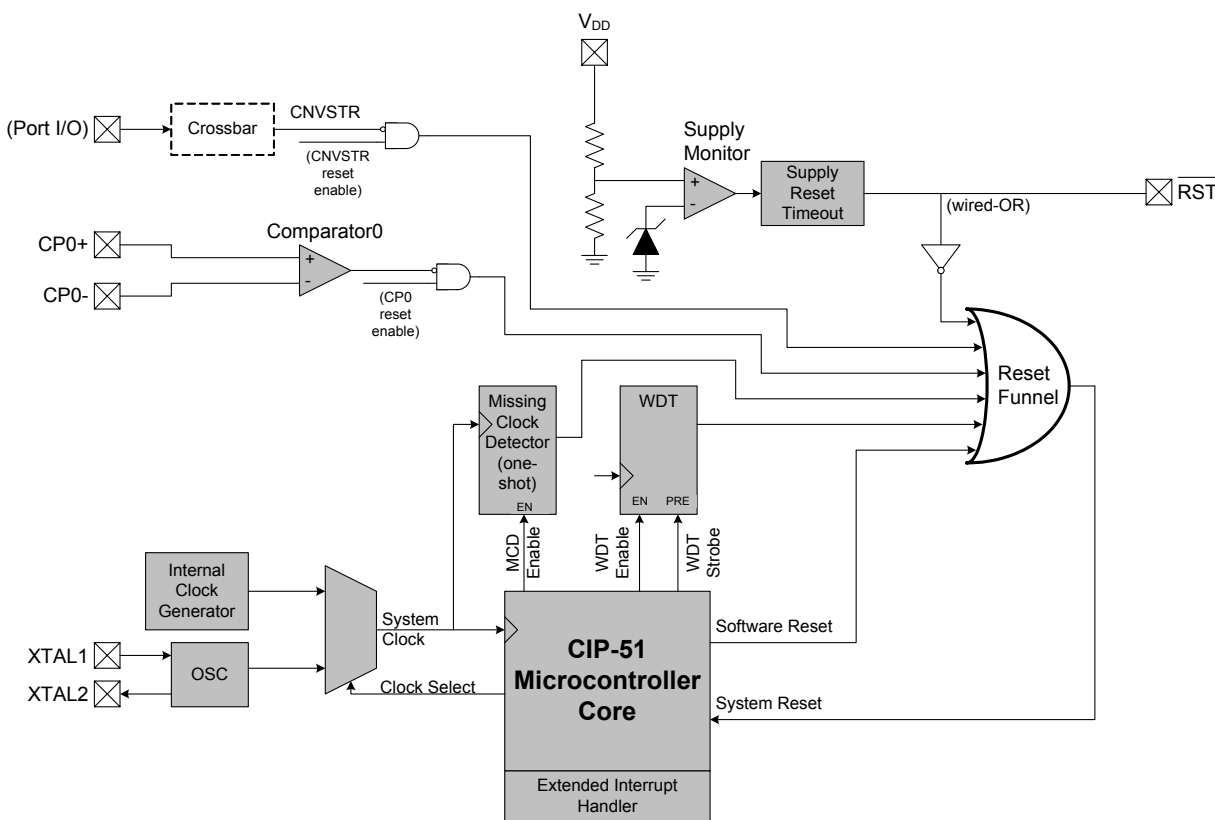 VDD
(Port I/O)
Crossbar
CNVSTR
(CNVSTR
reset
enable)
Supply
Monitor
+
-
Supply
Reset
Timeout
(wired-OR)
RST
Comparator0
CP0+
CP0-
+
-
(CP0
reset
enable)
Missing
Clock
Detector
(one-
shot)
EN
WDT
EN
PRE
Reset
Funnel
MCD
Enable
WDT
Enable
WDT
Strobe
Internal
Clock
Generator
System
Clock
XTAL1
XTAL2
OSC
Clock Select
CIP-51
Microcontroller
Core
Software Reset
System Reset
Extended Interrupt
Handler